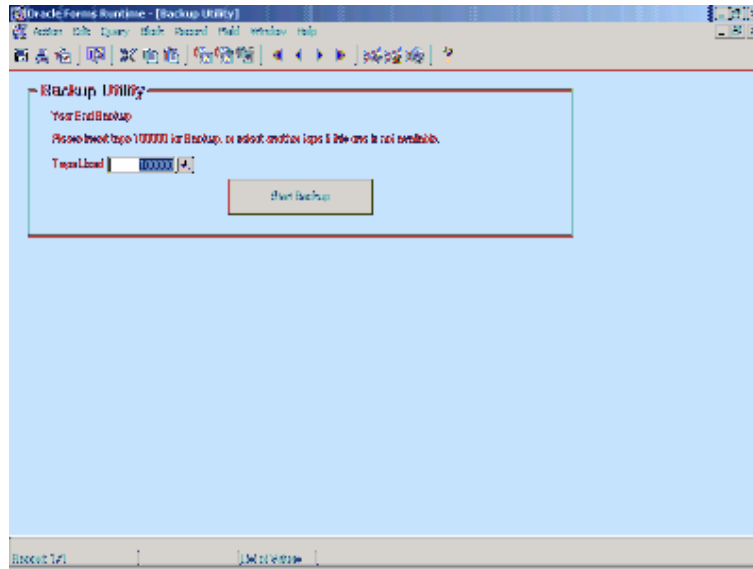 Oracle Forms Runtime - [Backup Utility]
Action Edit Query Block Record Field Window Help
Backup Utility
Year End Backup
Please insert tape 100000 for Backup, or select another tape if this one is not available.
Tape Used 100000
Start Backup
Record: 1/1 List of Values